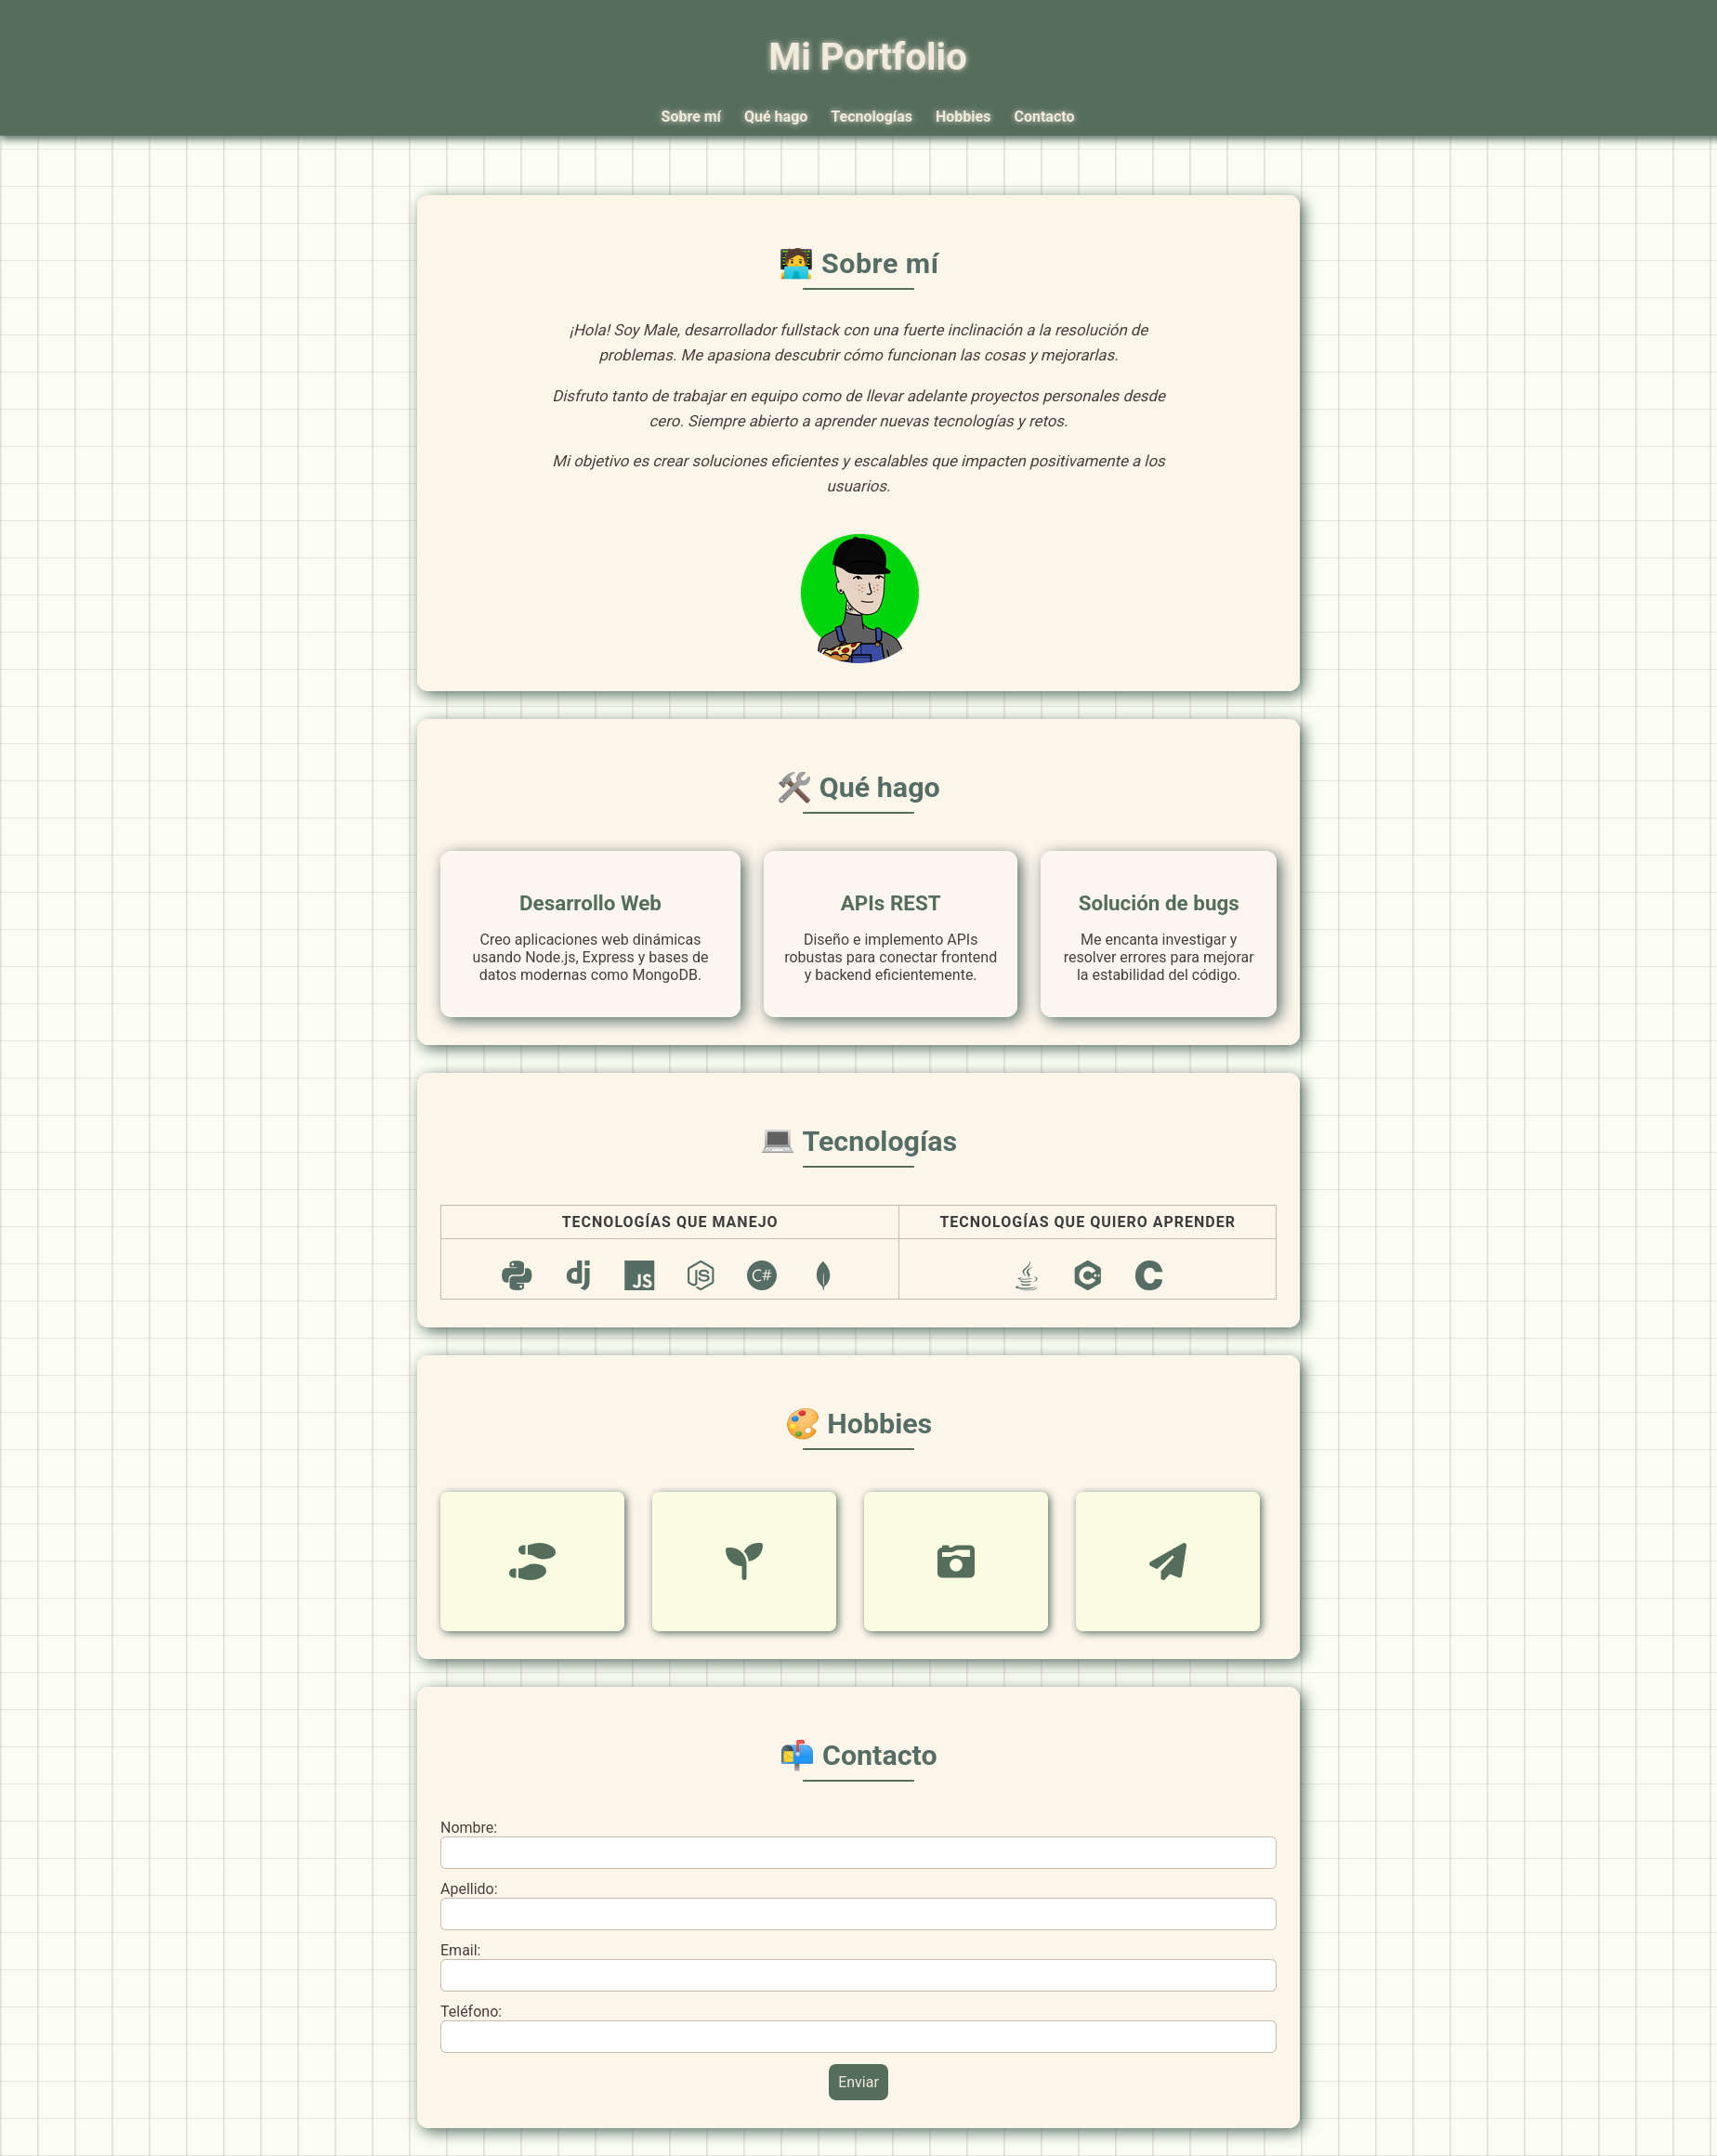 Mi Portfolio
Sobre mí Qué hago Tecnologías Hobbies Contacto
Sobre mí
¡Hola! Soy Male, desarrollador fullstack con una fuerte inclinación a la resolución de
problemas. Me apasiona descubrir cómo funcionan las cosas y mejorarlas.
Disfruto tanto de trabajar en equipo como de llevar adelante proyectos personales desde
cero. Siempre abierto a aprender nuevas tecnologías y retos.
Mi objetivo es crear soluciones eficientes y escalables que impacten positivamente a los
usuarios.
Qué hago
Desarrollo Web
Creo aplicaciones web dinámicas
usando Node.js, Express y bases de
datos modernas como MongoDB.
APIs REST
Diseño e implemento APIs
robustas para conectar frontend
y backend eficientemente.
Solución de bugs
Me encanta investigar y
resolver errores para mejorar
la estabilidad del código.
Tecnologías
TECNOLOGÍAS QUE MANEJO TECNOLOGÍAS QUE QUIERO APRENDER
dj JS JS C# C++ C
Hobbies
Contacto
Nombre:
Apellido:
Email:
Teléfono:
Enviar